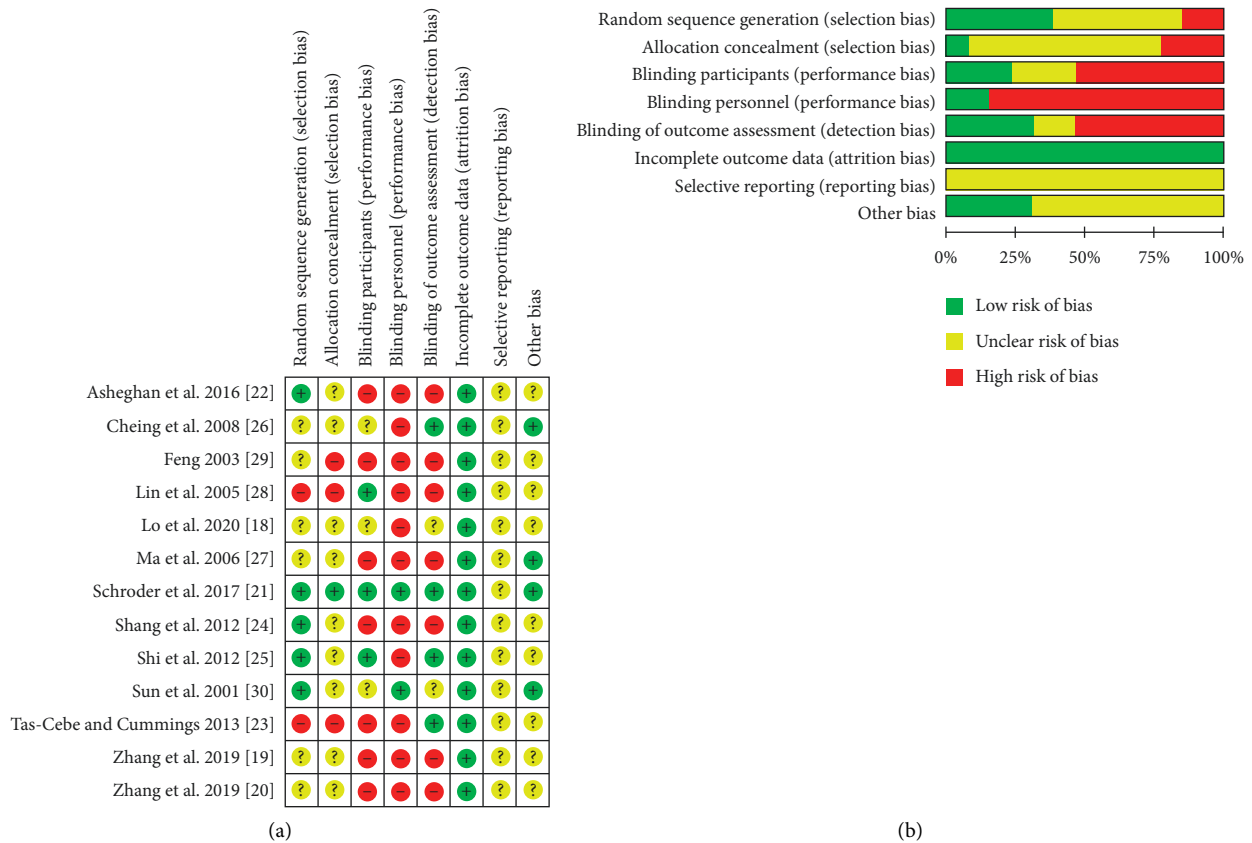 Random sequence generation (selection bias)
Allocation concealment (selection bias)
Blinding participants (performance bias)
Blinding personnel (performance bias)
Blinding of outcome assessment (detection bias)
Incomplete outcome data (attrition bias)
Selective reporting (reporting bias)
Other bias
Asheghan et al. 2016 [22] + ? – – – + ? ?
Cheing et al. 2008 [26] ? ? ? – + + ? +
Feng 2003 [29] ? – – – – + ? ?
Lin et al. 2005 [28] – – + – – + ? ?
Lo et al. 2020 [18] ? ? ? – ? + ? ?
Ma et al. 2006 [27] ? ? – – – + ? +
Schroder et al. 2017 [21] + + + + + + ? +
Shang et al. 2012 [24] + ? – – – + ? ?
Shi et al. 2012 [25] + ? + – + + ? ?
Sun et al. 2001 [30] + ? ? + ? + ? +
Tas-Cebe and Cummings 2013 [23] – – – – + + ? ?
Zhang et al. 2019 [19] ? ? – – – + ? ?
Zhang et al. 2019 [20] ? ? – – – + ? ?
(a)
Random sequence generation (selection bias)
Allocation concealment (selection bias)
Blinding participants (performance bias)
Blinding personnel (performance bias)
Blinding of outcome assessment (detection bias)
Incomplete outcome data (attrition bias)
Selective reporting (reporting bias)
Other bias
0% 25% 50% 75% 100%
Low risk of bias
Unclear risk of bias
High risk of bias
(b)